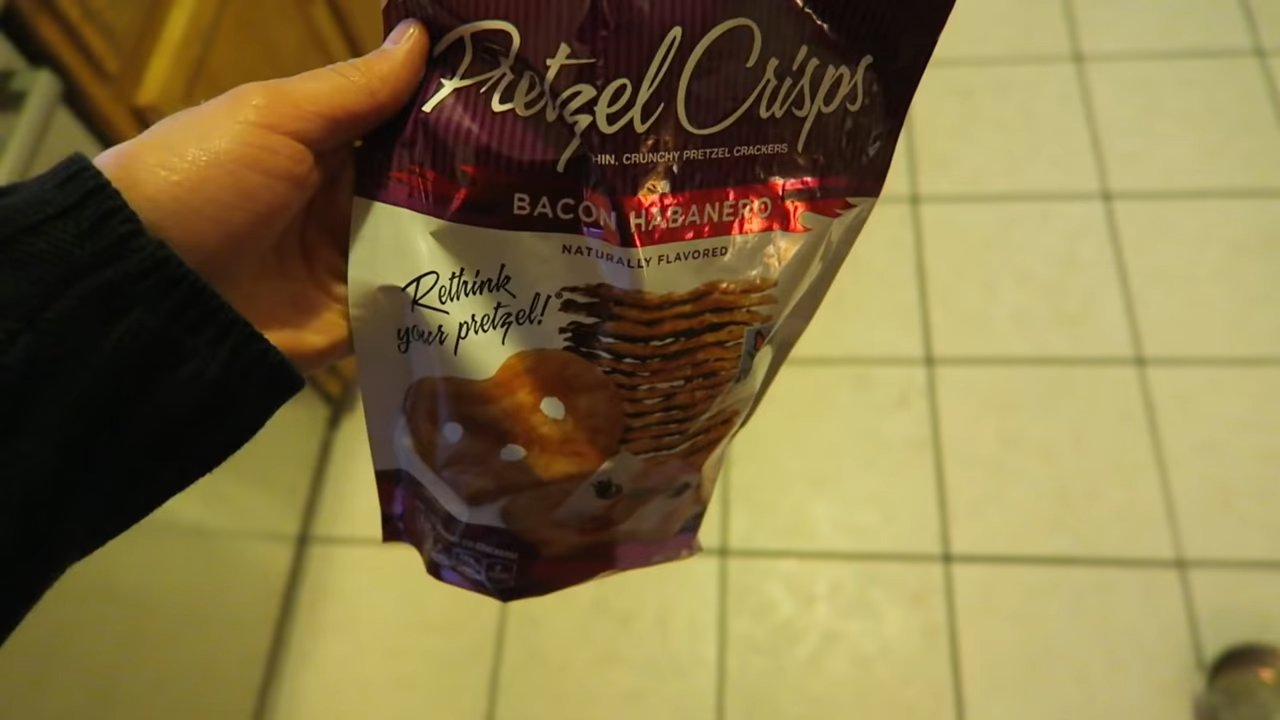 Pretzel Crisps
HIN, CRUNCHY PRETZEL CRACKERS
BACON HABANERO
NATURALLY FLAVORED
Rethink
your pretzel!